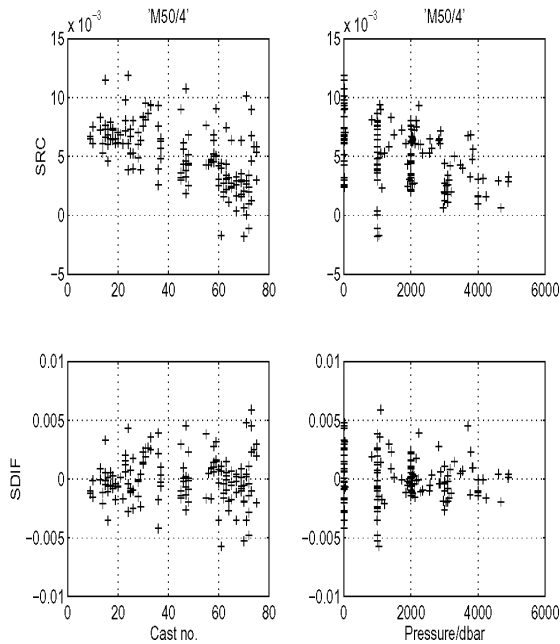 'M50/4' 'M50/4'
x 10⁻³ x 10⁻³
15 15
10 10
SRC 5 5
0 0
−5 −5
0 20 40 60 80 0 2000 4000 6000
0.01 0.01
0.005 0.005
SDIF 0 0
−0.005 −0.005
−0.01 −0.01
0 20 40 60 80 0 2000 4000 6000
Cast no. Pressure/dbar